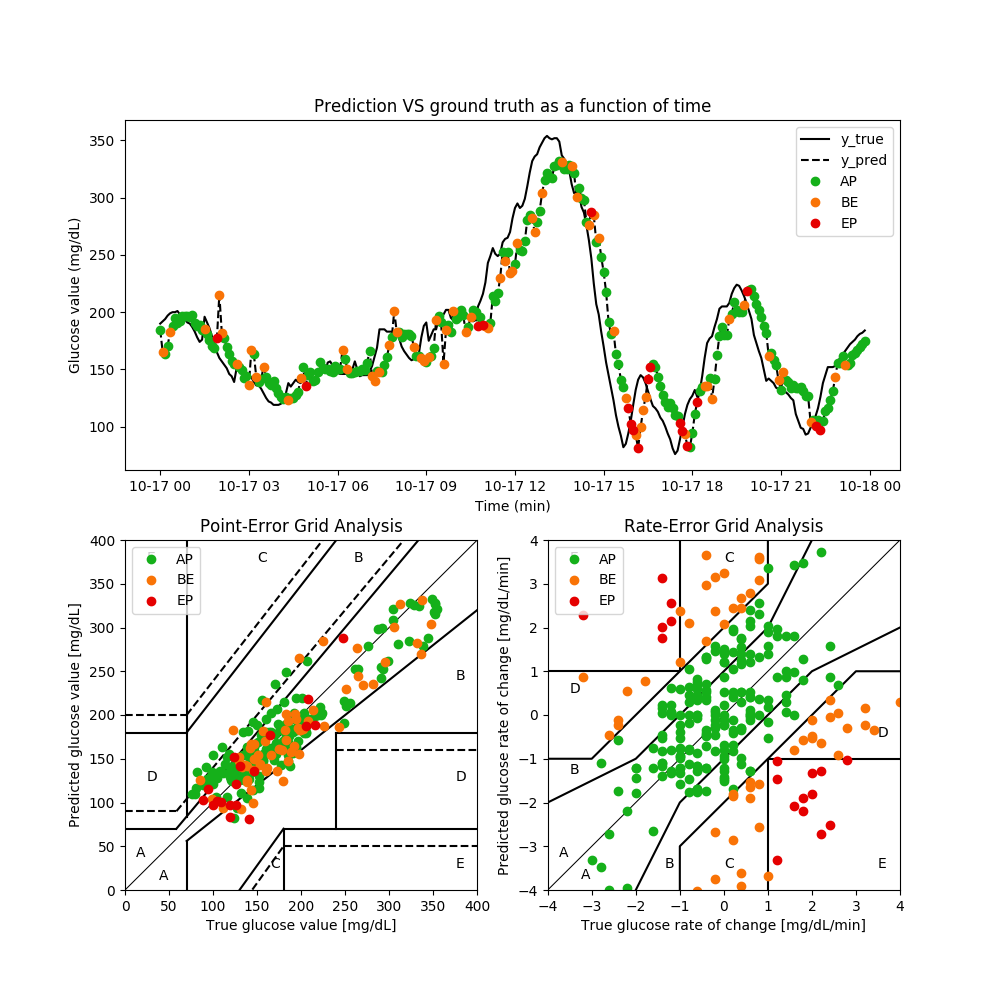 Prediction VS ground truth as a function of time
Glucose value (mg/dL)
350
300
250
200
150
100
y_true
y_pred
AP
BE
EP
10-17 00 10-17 03 10-17 06 10-17 09 10-17 12 10-17 15 10-17 18 10-17 21 10-18 00
Time (min)
Point-Error Grid Analysis
Predicted glucose value [mg/dL]
400
350
300
250
200
150
100
50
0
AP
BE
EP
C
B
B
D
D
A
A
C
E
0 50 100 150 200 250 300 350 400
True glucose value [mg/dL]
Rate-Error Grid Analysis
Predicted glucose rate of change [mg/dL/min]
4
3
2
1
0
−1
−2
−3
−4
AP
BE
EP
C
D
D
B
A
A
B
C
E
−4 −3 −2 −1 0 1 2 3 4
True glucose rate of change [mg/dL/min]